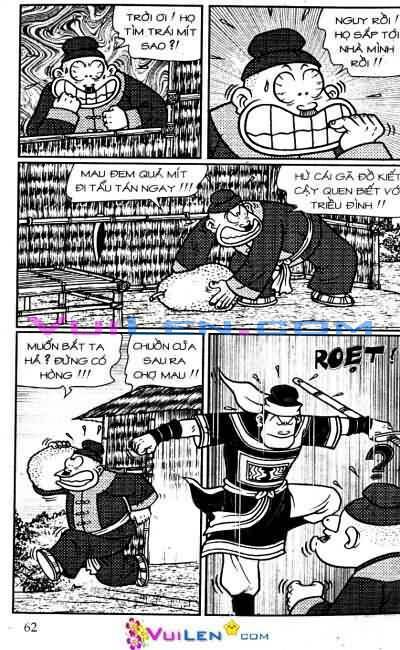 TRỜI ƠI! HỌ
TÌM TRÁI MÍT
SAO?!
NGUY RỒI!
HỌ SẮP TỚI
NHÀ MÌNH
RỒI!!
MAU ĐEM QUẢ MÍT
ĐI TẨU TÁN NGAY!!!
HỪ CÁI GÃ ĐỒ KIẾT
CẬY QUEN BIẾT VỚ
TRIỀU ĐÌNH!!
VUILEN.COM
MUỐN BẮT TA
HẢ? ĐỪNG CÓ
HÒNG!!!
CHUỒN CỬA
SAU RA
CHỢ MAU!!
ROẸT!
?
62
VUILEN.COM